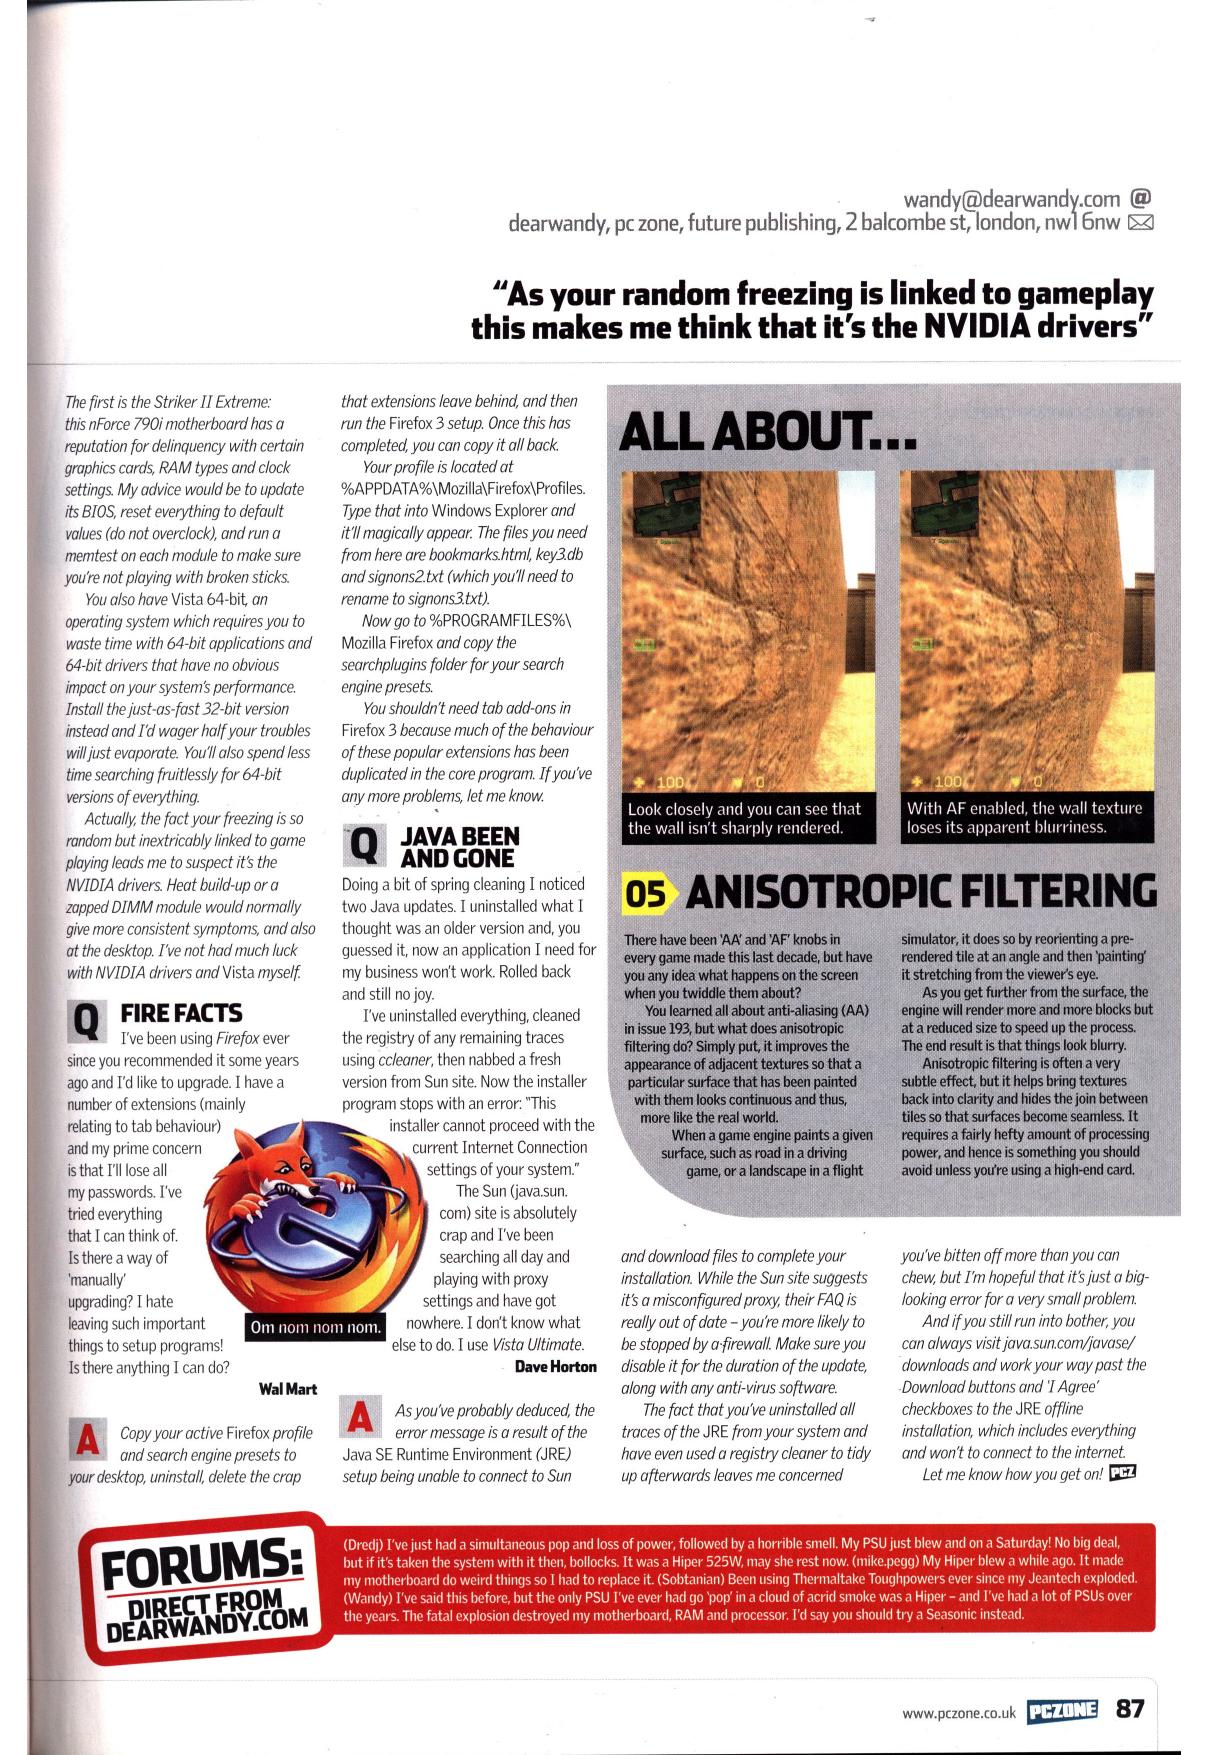 wandy@dearwandy.com @
dearwandy, pc zone, future publishing, 2 balcombe st, london, nw1 6nw
“As your random freezing is linked to gameplay
this makes me think that it’s the NVIDIA drivers”
The first is the Striker II Extreme:
this nForce 790i motherboard has a
reputation for delinquency with certain
graphics cards, RAM types and clock
settings. My advice would be to update
its BIOS, reset everything to default
values (do not overclock), and run a
memtest on each module to make sure
you're not playing with broken sticks.
You also have Vista 64-bit, an
operating system which requires you to
waste time with 64-bit applications and
64-bit drivers that have no obvious
impact on your system's performance.
Install the just-as-fast 32-bit version
instead and I'd wager half your troubles
will just evaporate. You'll also spend less
time searching fruitlessly for 64-bit
versions of everything.
Actually, the fact your freezing is so
random but inextricably linked to game
playing leads me to suspect it's the
NVIDIA drivers. Heat build-up or a
zapped DIMM module would normally
give more consistent symptoms, and also
at the desktop. I've not had much luck
with NVIDIA drivers and Vista myself.
Q FIRE FACTS
I've been using Firefox ever
since you recommended it some years
ago and I'd like to upgrade. I have a
number of extensions (mainly
relating to tab behaviour)
and my prime concern
is that I'll lose all
my passwords. I've
tried everything
that I can think of.
Is there a way of
'manually'
upgrading? I hate
leaving such important
things to setup programs!
Is there anything I can do?
Wal Mart
Om nom nom nom.
A Copy your active Firefox profile
and search engine presets to
your desktop, uninstall, delete the crap
that extensions leave behind, and then
run the Firefox 3 setup. Once this has
completed, you can copy it all back.
Your profile is located at
%APPDATA%\Mozilla\Firefox\Profiles.
Type that into Windows Explorer and
it'll magically appear. The files you need
from here are bookmarks.html, key3.db
and signons2.txt (which you'll need to
rename to signons3.txt).
Now go to %PROGRAMFILES%\
Mozilla Firefox and copy the
searchplugins folder for your search
engine presets.
You shouldn't need tab add-ons in
Firefox 3 because much of the behaviour
of these popular extensions has been
duplicated in the core program. If you've
any more problems, let me know.
Q JAVA BEEN
AND GONE
Doing a bit of spring cleaning I noticed
two Java updates. I uninstalled what I
thought was an older version and, you
guessed it, now an application I need for
my business won't work. Rolled back
and still no joy.
I've uninstalled everything, cleaned
the registry of any remaining traces
using ccleaner, then nabbed a fresh
version from Sun site. Now the installer
program stops with an error: “This
installer cannot proceed with the
current Internet Connection
settings of your system.”
The Sun (java.sun.
com) site is absolutely
crap and I've been
searching all day and
playing with proxy
settings and have got
nowhere. I don't know what
else to do. I use Vista Ultimate.
Dave Horton
A As you've probably deduced, the
error message is a result of the
Java SE Runtime Environment (JRE)
setup being unable to connect to Sun
and download files to complete your
installation. While the Sun site suggests
it's a misconfigured proxy, their FAQ is
really out of date – you're more likely to
be stopped by a firewall. Make sure you
disable it for the duration of the update,
along with any anti-virus software.
The fact that you've uninstalled all
traces of the JRE from your system and
have even used a registry cleaner to tidy
up afterwards leaves me concerned
you've bitten off more than you can
chew, but I'm hopeful that it's just a big-
looking error for a very small problem.
And if you still run into bother, you
can always visit java.sun.com/javase/
downloads and work your way past the
Download buttons and 'I Agree'
checkboxes to the JRE offline
installation, which includes everything
and won't to connect to the internet.
Let me know how you get on! PCZ
ALL ABOUT...
100 0
100 0
Look closely and you can see that
the wall isn't sharply rendered.
With AF enabled, the wall texture
loses its apparent blurriness.
05 ANISOTROPIC FILTERING
There have been 'AA' and 'AF' knobs in
every game made this last decade, but have
you any idea what happens on the screen
when you twiddle them about?
You learned all about anti-aliasing (AA)
in issue 193, but what does anisotropic
filtering do? Simply put, it improves the
appearance of adjacent textures so that a
particular surface that has been painted
with them looks continuous and thus,
more like the real world.
When a game engine paints a given
surface, such as road in a driving
game, or a landscape in a flight
simulator, it does so by reorienting a pre-
rendered tile at an angle and then 'painting'
it stretching from the viewer's eye.
As you get further from the surface, the
engine will render more and more blocks but
at a reduced size to speed up the process.
The end result is that things look blurry.
Anisotropic filtering is often a very
subtle effect, but it helps bring textures
back into clarity and hides the join between
tiles so that surfaces become seamless. It
requires a fairly hefty amount of processing
power, and hence is something you should
avoid unless you're using a high-end card.
FORUMS:
DIRECT FROM
DEARWANDY.COM
(Dredj) I've just had a simultaneous pop and loss of power, followed by a horrible smell. My PSU just blew and on a Saturday! No big deal,
but if it's taken the system with it then, bollocks. It was a Hiper 525W, may she rest now. (mike.pegg) My Hiper blew a while ago. It made
my motherboard do weird things so I had to replace it. (Sobtanian) Been using Thermaltake Toughpowers ever since my Jeantech exploded.
(Wandy) I've said this before, but the only PSU I've ever had go 'pop' in a cloud of acrid smoke was a Hiper – and I've had a lot of PSUs over
the years. The fatal explosion destroyed my motherboard, RAM and processor. I'd say you should try a Seasonic instead.
www.pczone.co.uk PCZONE 87